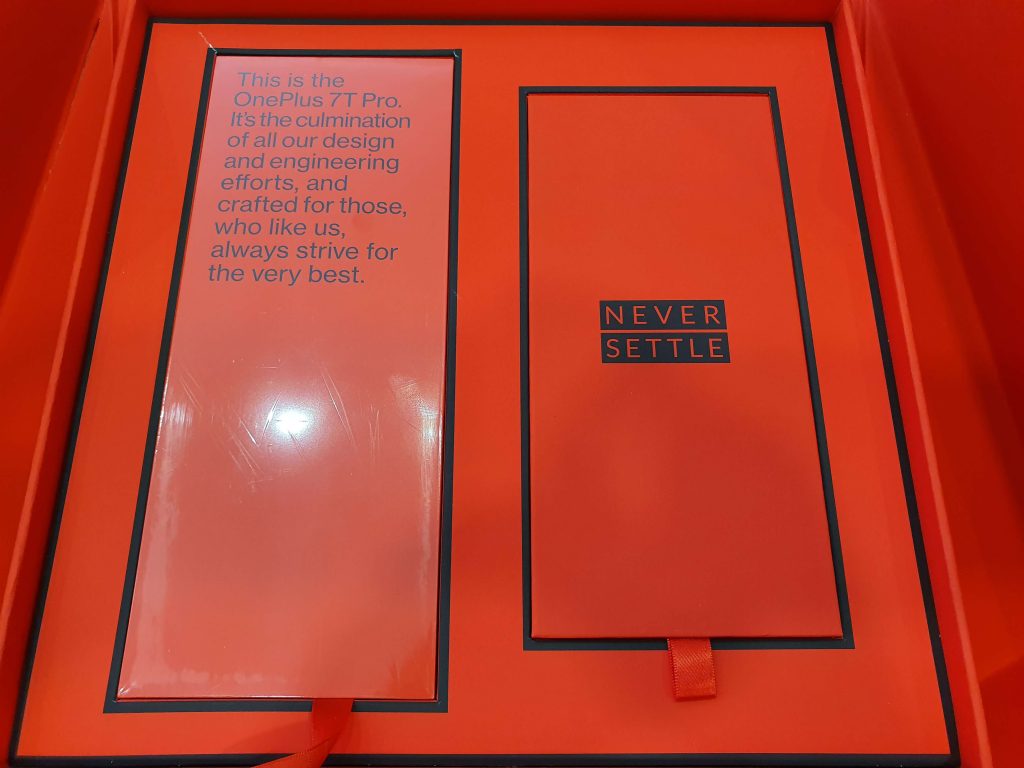 This is the
OnePlus 7T Pro.
It's the culmination
of all our design
and engineering
efforts, and
crafted for those,
who like us,
always strive for
the very best.
NEVER
SETTLE